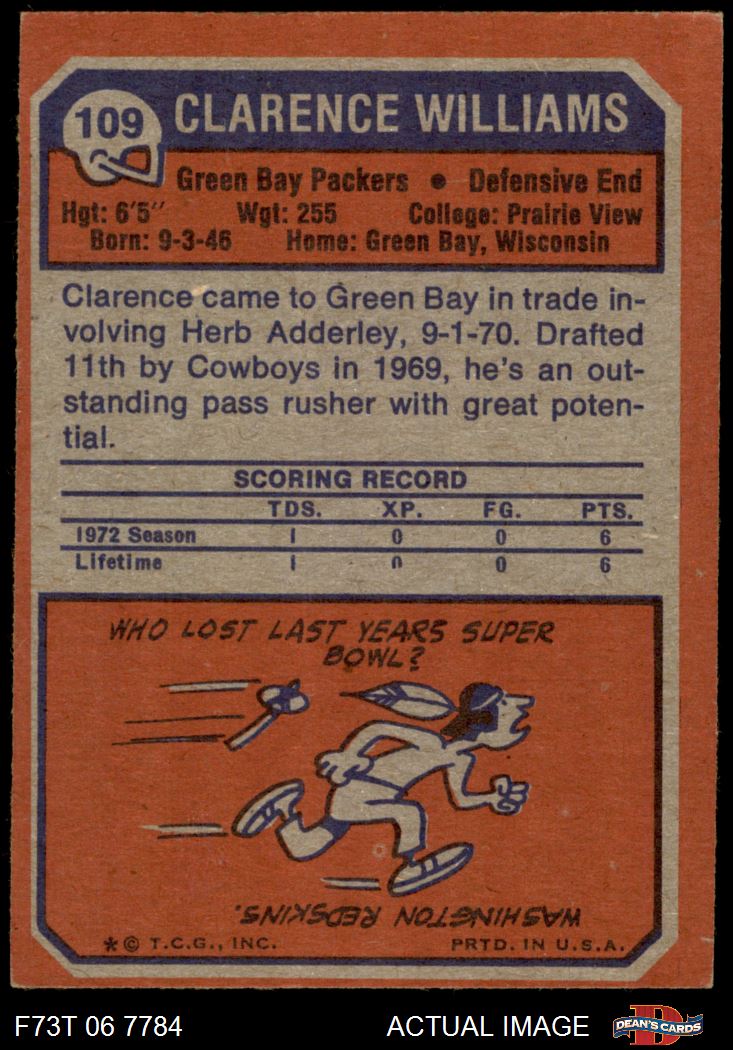 109
CLARENCE WILLIAMS
Green Bay Packers • Defensive End
Hgt: 6'5" Wgt: 255 College: Prairie View
Born: 9-3-46 Home: Green Bay, Wisconsin
Clarence came to Green Bay in trade in-
volving Herb Adderley, 9-1-70. Drafted
11th by Cowboys in 1969, he's an out-
standing pass rusher with great poten-
tial.
SCORING RECORD
TDS. XP. FG. PTS.
1972 Season 1 0 0 6
Lifetime 1 0 0 6
WHO LOST LAST YEARS SUPER
BOWL?
WASHINGTON REDSKINS.
*© T.C.G., INC. PRTD. IN U.S.A.
F73T 06 7784 ACTUAL IMAGE D DEAN'S CARDS